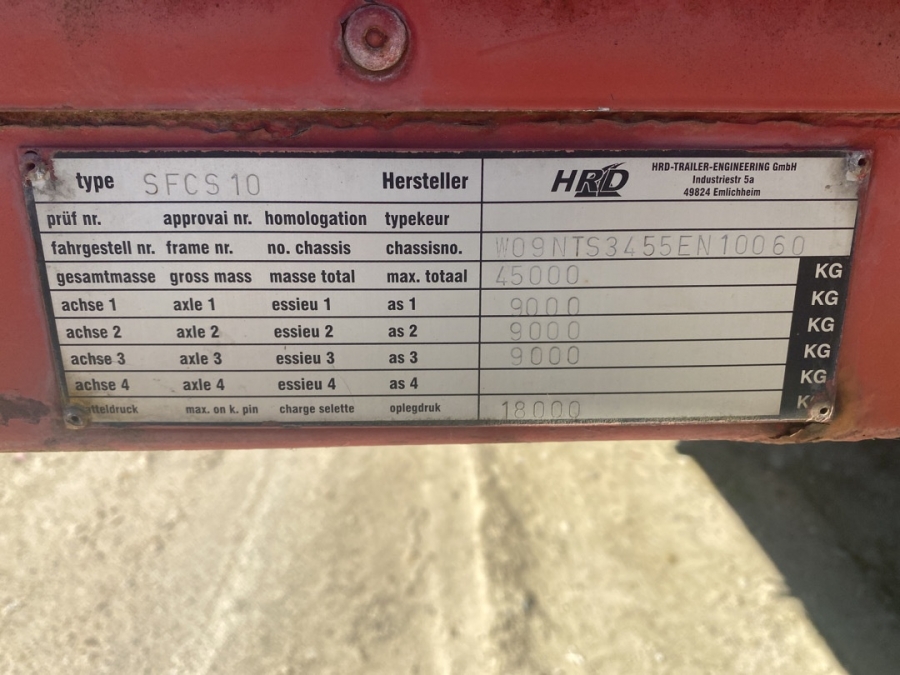 type SFCS10 Hersteller HRD HRD-TRAILER-ENGINEERING GmbH
Industriestr 5a
49824 Emlichheim
prüf nr. approvai nr. homologation typekeur
fahrgestell nr. frame nr. no. chassis chassisno. W09NTS3455EN10060
gesamtmasse gross mass masse total max. totaal 45000 KG
achse 1 axle 1 essieu 1 as 1 9000 KG
achse 2 axle 2 essieu 2 as 2 9000 KG
achse 3 axle 3 essieu 3 as 3 9000 KG
achse 4 axle 4 essieu 4 as 4 KG
max. on k. pin charge selette oplegdruk 18000